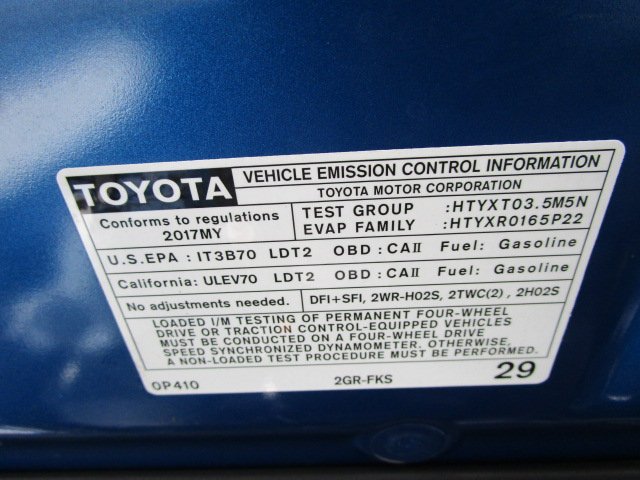 TOYOTA VEHICLE EMISSION CONTROL INFORMATION
TOYOTA MOTOR CORPORATION
Conforms to regulations
2017MY
TEST GROUP :HTYXT03.5M5N
EVAP FAMILY :HTYXR0165P22
U.S.EPA : IT3B70 LDT2 OBD : CAII Fuel: Gasoline
California: ULEV70 LDT2 OBD : CAII Fuel: Gasoline
No adjustments needed. DFI+SFI, 2WR-HO2S, 2TWC(2) , 2HO2S
LOADED I/M TESTING OF PERMANENT FOUR-WHEEL
DRIVE OR TRACTION CONTROL-EQUIPPED VEHICLES
MUST BE CONDUCTED ON A FOUR-WHEEL DRIVE
SPEED SYNCHRONIZED DYNAMOMETER. OTHERWISE,
A NON-LOADED TEST PROCEDURE MUST BE PERFORMED.
0P410 2GR-FKS 29